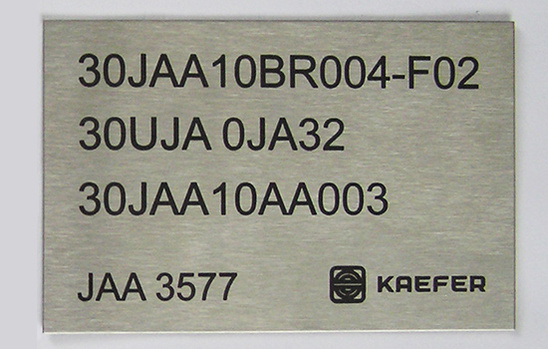 30JAA10BR004-F02
30UJA 0JA32
30JAA10AA003
JAA 3577 KAEFER